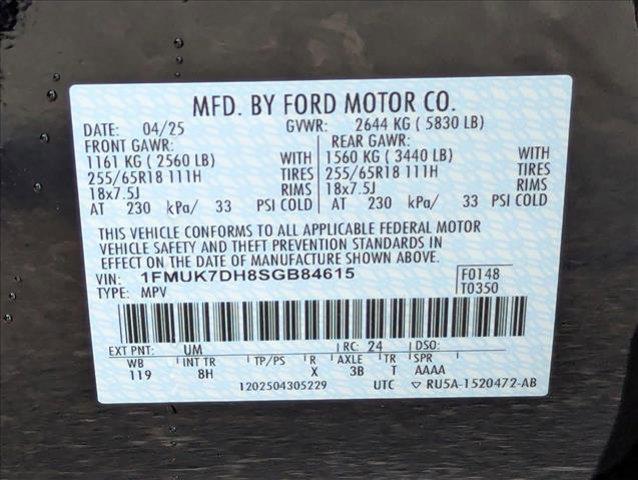 MFD. BY FORD MOTOR CO.
DATE: 04/25 GVWR: 2644 KG ( 5830 LB)
FRONT GAWR: REAR GAWR:
1161 KG ( 2560 LB) WITH 1560 KG ( 3440 LB) WITH
255/65R18 111H TIRES 255/65R18 111H TIRES
18x7.5J RIMS 18x7.5J RIMS
AT 230 kPa/ 33 PSI COLD AT 230 kPa/ 33 PSI COLD
THIS VEHICLE CONFORMS TO ALL APPLICABLE FEDERAL MOTOR
VEHICLE SAFETY AND THEFT PREVENTION STANDARDS IN
EFFECT ON THE DATE OF MANUFACTURE SHOWN ABOVE.
VIN: 1FMUK7DH8SGB84615 F0148
TYPE: MPV T0350
EXT PNT: UM RC: 24 DSO:
WB INT TR TP/PS R AXLE TR SPR
119 8H X 3B T AAAA
1202504305229 UTC ▽ RU5A-1520472-AB